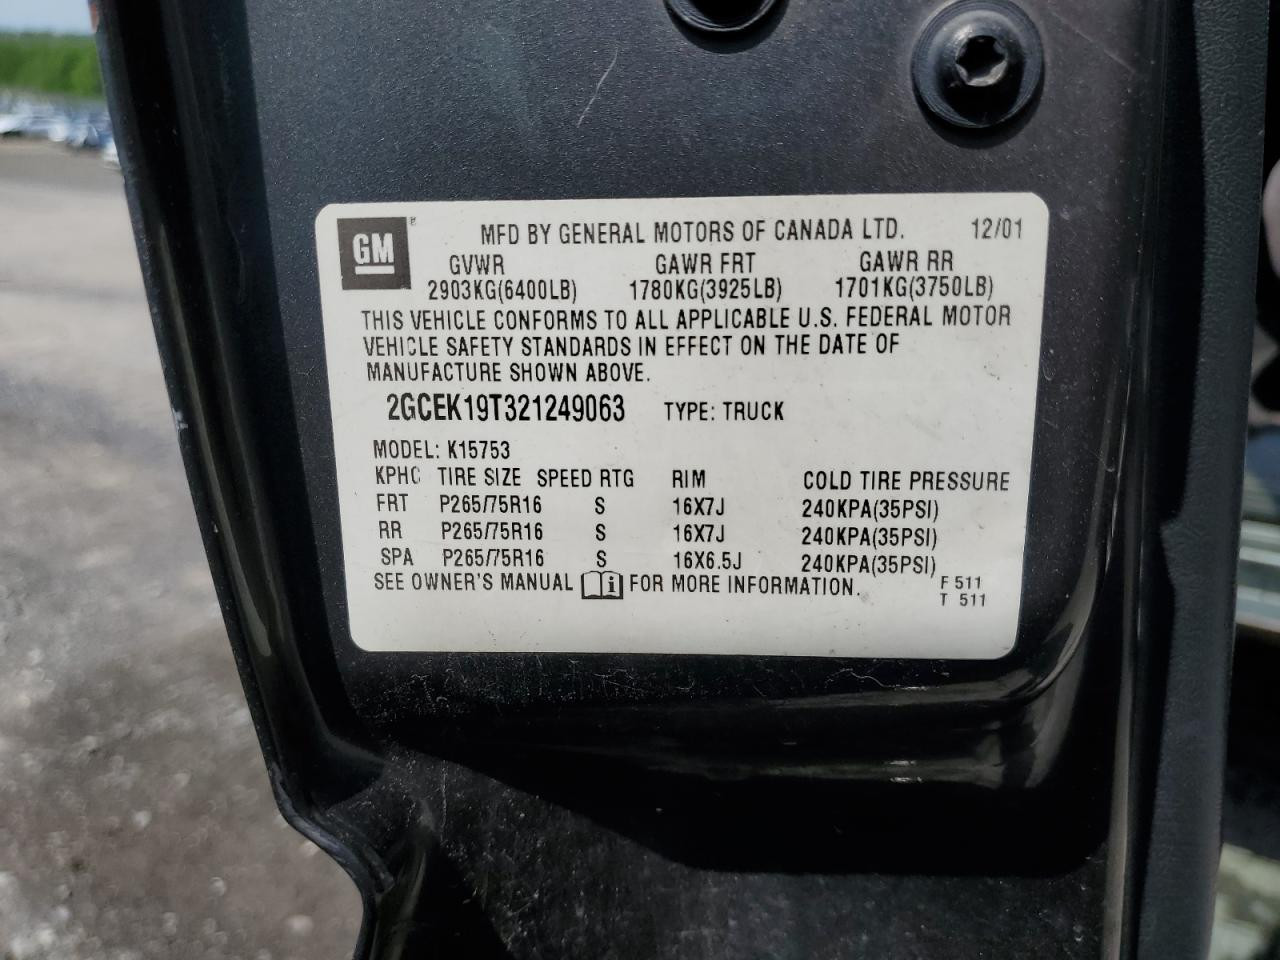 GM®
MFD BY GENERAL MOTORS OF CANADA LTD. 12/01
GVWR GAWR FRT GAWR RR
2903KG(6400LB) 1780KG(3925LB) 1701KG(3750LB)
THIS VEHICLE CONFORMS TO ALL APPLICABLE U.S. FEDERAL MOTOR
VEHICLE SAFETY STANDARDS IN EFFECT ON THE DATE OF
MANUFACTURE SHOWN ABOVE.
2GCEK19T321249063 TYPE: TRUCK
MODEL: K15753
KPHC TIRE SIZE SPEED RTG RIM COLD TIRE PRESSURE
FRT P265/75R16 S 16X7J 240KPA(35PSI)
RR P265/75R16 S 16X7J 240KPA(35PSI)
SPA P265/75R16 S 16X6.5J 240KPA(35PSI)
SEE OWNER'S MANUAL i FOR MORE INFORMATION. F 511
T 511